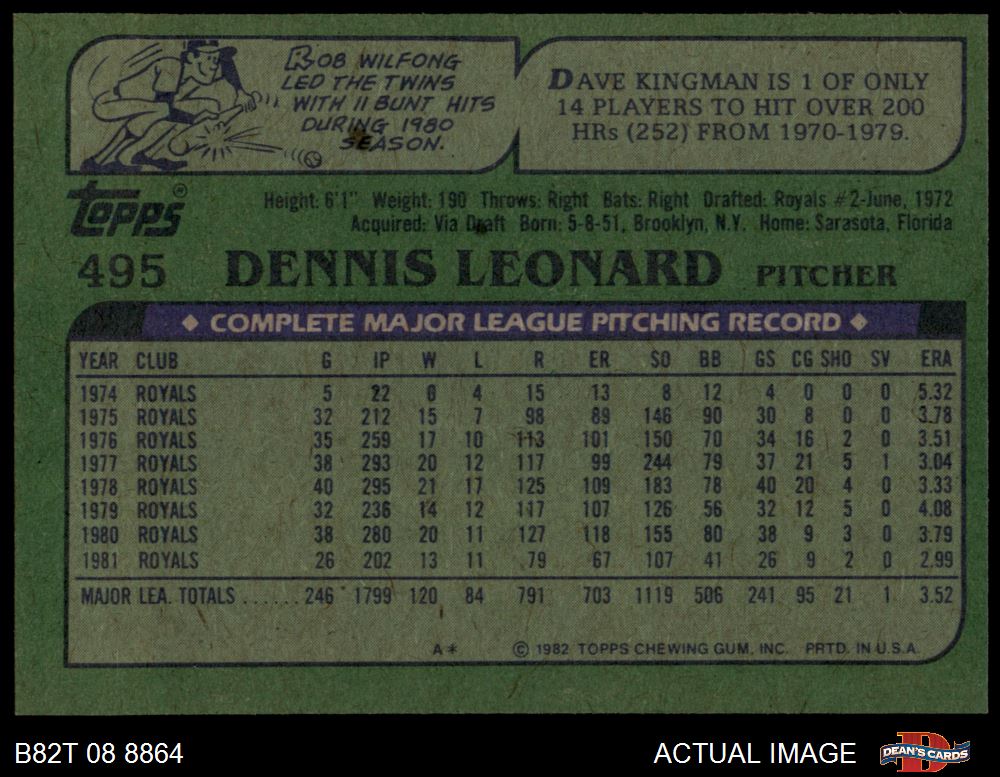 ROB WILFONG
LED THE TWINS
WITH 11 BUNT HITS
DURING 1980
SEASON.
DAVE KINGMAN IS 1 OF ONLY
14 PLAYERS TO HIT OVER 200
HRs (252) FROM 1970-1979.
Topps®
Height: 6'1" Weight: 190 Throws: Right Bats: Right Drafted: Royals #2-June, 1972
Acquired: Via Draft Born: 5-8-51, Brooklyn, N.Y. Home: Sarasota, Florida
495 DENNIS LEONARD PITCHER
◆ COMPLETE MAJOR LEAGUE PITCHING RECORD ◆
YEAR CLUB G IP W L R ER SO BB GS CG SHO SV ERA
1974 ROYALS 5 22 0 4 15 13 8 12 4 0 0 0 5.32
1975 ROYALS 32 212 15 7 98 89 146 90 30 8 0 0 3.78
1976 ROYALS 35 259 17 10 113 101 150 70 34 16 2 0 3.51
1977 ROYALS 38 293 20 12 117 99 244 79 37 21 5 1 3.04
1978 ROYALS 40 295 21 17 125 109 183 78 40 20 4 0 3.33
1979 ROYALS 32 236 14 12 117 107 126 56 32 12 5 0 4.08
1980 ROYALS 38 280 20 11 127 118 155 80 38 9 3 0 3.79
1981 ROYALS 26 202 13 11 79 67 107 41 26 9 2 0 2.99
MAJOR LEA. TOTALS ...... 246 1799 120 84 791 703 1119 506 241 95 21 1 3.52
A* © 1982 TOPPS CHEWING GUM, INC. PRTD. IN U.S.A.
B82T 08 8864 ACTUAL IMAGE DEAN'S CARDS